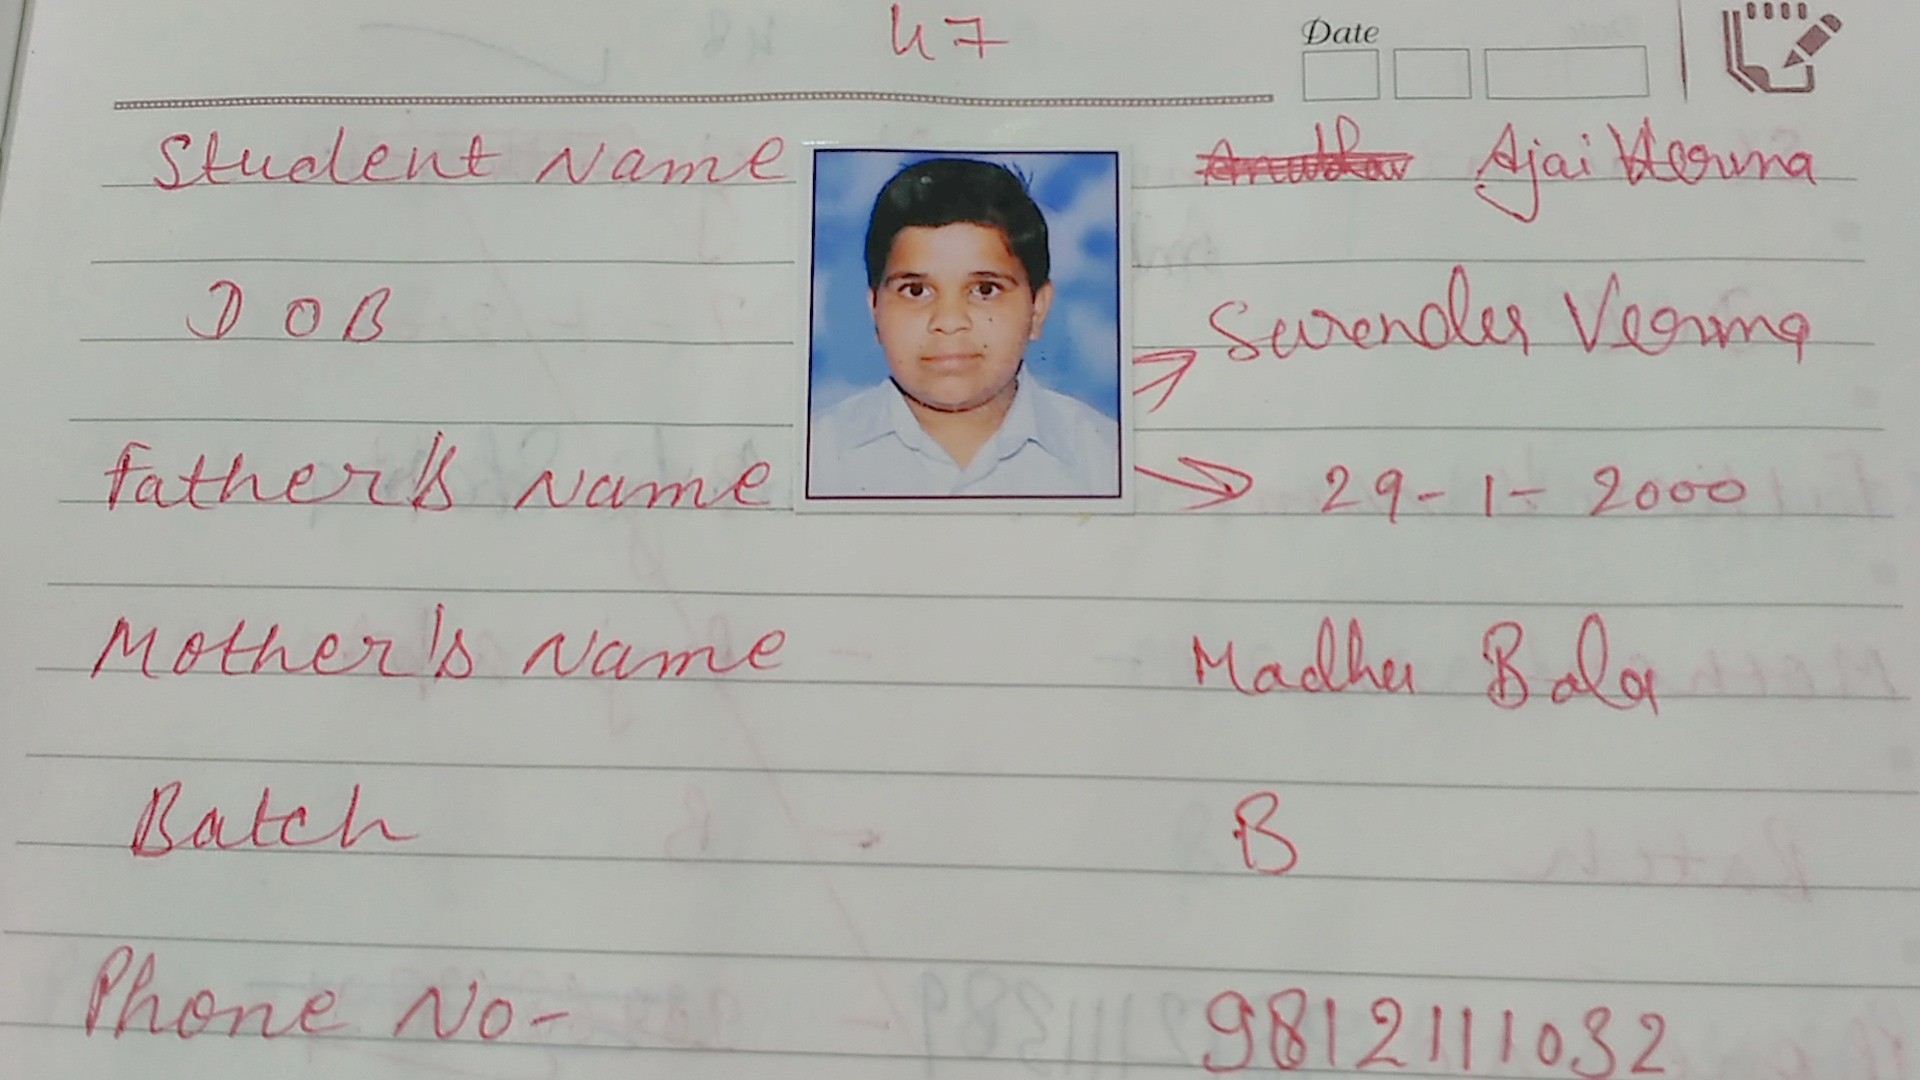 47
Date
Student Name Ajai Verma
DOB Surender Verma
Father's Name 29-1-2000
Mother's Name - Madhu Bala
Batch B
Phone No- 9812111032